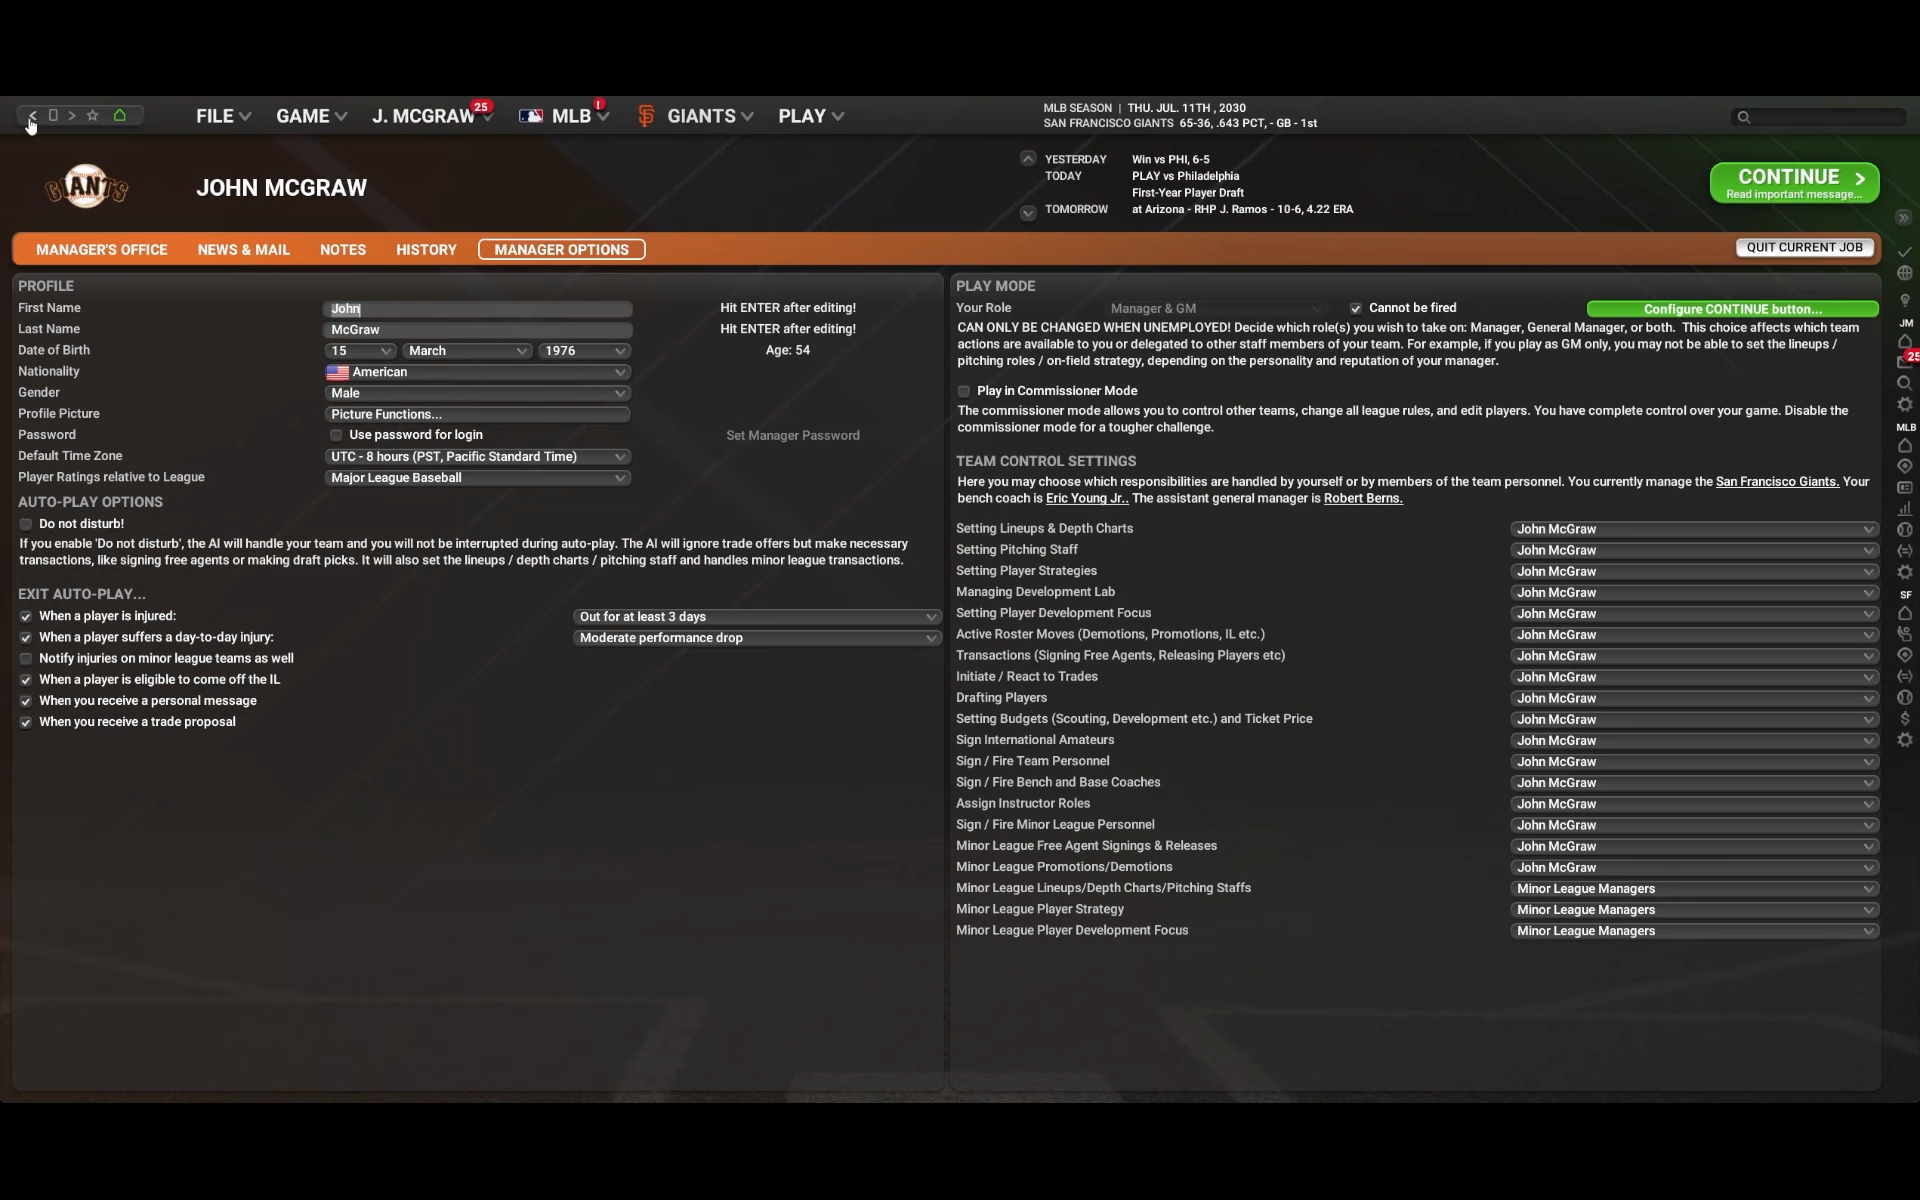 FILE GAME J. MCGRAW 25 MLB ! GIANTS PLAY
MLB SEASON | THU. JUL. 11TH , 2030
SAN FRANCISCO GIANTS 65-36, .643 PCT, - GB - 1st
GIANTS
JOHN MCGRAW
YESTERDAY Win vs PHI, 6-5
TODAY PLAY vs Philadelphia
First-Year Player Draft
TOMORROW at Arizona - RHP J. Ramos - 10-6, 4.22 ERA
CONTINUE
Read important message...
MANAGER'S OFFICE NEWS & MAIL NOTES HISTORY MANAGER OPTIONS QUIT CURRENT JOB
PROFILE
First Name John Hit ENTER after editing!
Last Name McGraw Hit ENTER after editing!
Date of Birth 15 March 1976 Age: 54
Nationality American
Gender Male
Profile Picture Picture Functions...
Password Use password for login Set Manager Password
Default Time Zone UTC - 8 hours (PST, Pacific Standard Time)
Player Ratings relative to League Major League Baseball
AUTO-PLAY OPTIONS
Do not disturb!
If you enable 'Do not disturb', the AI will handle your team and you will not be interrupted during auto-play. The AI will ignore trade offers but make necessary
transactions, like signing free agents or making draft picks. It will also set the lineups / depth charts / pitching staff and handles minor league transactions.
EXIT AUTO-PLAY...
When a player is injured: Out for at least 3 days
When a player suffers a day-to-day injury: Moderate performance drop
Notify injuries on minor league teams as well
When a player is eligible to come off the IL
When you receive a personal message
When you receive a trade proposal
PLAY MODE
Your Role Manager & GM Cannot be fired Configure CONTINUE button...
CAN ONLY BE CHANGED WHEN UNEMPLOYED! Decide which role(s) you wish to take on: Manager, General Manager, or both. This choice affects which team
actions are available to you or delegated to other staff members of your team. For example, if you play as GM only, you may not be able to set the lineups /
pitching roles / on-field strategy, depending on the personality and reputation of your manager.
Play in Commissioner Mode
The commissioner mode allows you to control other teams, change all league rules, and edit players. You have complete control over your game. Disable the
commissioner mode for a tougher challenge.
TEAM CONTROL SETTINGS
Here you may choose which responsibilities are handled by yourself or by members of the team personnel. You currently manage the San Francisco Giants. Your
bench coach is Eric Young Jr.. The assistant general manager is Robert Berns.
Setting Lineups & Depth Charts John McGraw
Setting Pitching Staff John McGraw
Setting Player Strategies John McGraw
Managing Development Lab John McGraw
Setting Player Development Focus John McGraw
Active Roster Moves (Demotions, Promotions, IL etc.) John McGraw
Transactions (Signing Free Agents, Releasing Players etc) John McGraw
Initiate / React to Trades John McGraw
Drafting Players John McGraw
Setting Budgets (Scouting, Development etc.) and Ticket Price John McGraw
Sign International Amateurs John McGraw
Sign / Fire Team Personnel John McGraw
Sign / Fire Bench and Base Coaches John McGraw
Assign Instructor Roles John McGraw
Sign / Fire Minor League Personnel John McGraw
Minor League Free Agent Signings & Releases John McGraw
Minor League Promotions/Demotions John McGraw
Minor League Lineups/Depth Charts/Pitching Staffs Minor League Managers
Minor League Player Strategy Minor League Managers
Minor League Player Development Focus Minor League Managers
JM
25
MLB
SF